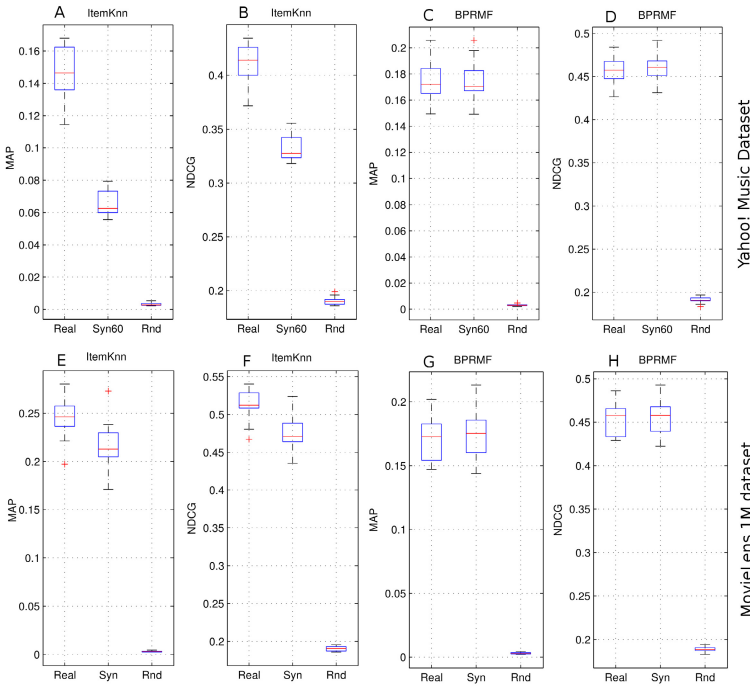 A
ItemKnn
MAP
0.16
0.14
0.12
0.1
0.08
0.06
0.04
0.02
0
Real
Syn60
Rnd
B
ItemKnn
NDCG
0.4
0.35
0.3
0.25
0.2
Real
Syn60
Rnd
C
BPRMF
MAP
0.2
0.18
0.16
0.14
0.12
0.1
0.08
0.06
0.04
0.02
0
Real
Syn60
Rnd
D
BPRMF
NDCG
0.5
0.45
0.4
0.35
0.3
0.25
0.2
Real
Syn60
Rnd
Yahoo! Music Dataset
E
ItemKnn
MAP
0.25
0.2
0.15
0.1
0.05
0
Real
Syn
Rnd
F
ItemKnn
NDCG
0.55
0.5
0.45
0.4
0.35
0.3
0.25
0.2
Real
Syn
Rnd
G
BPRMF
MAP
0.2
0.15
0.1
0.05
0
Real
Syn
Rnd
H
BPRMF
NDCG
0.5
0.45
0.4
0.35
0.3
0.25
0.2
Real
Syn
Rnd
MovieLens 1M dataset